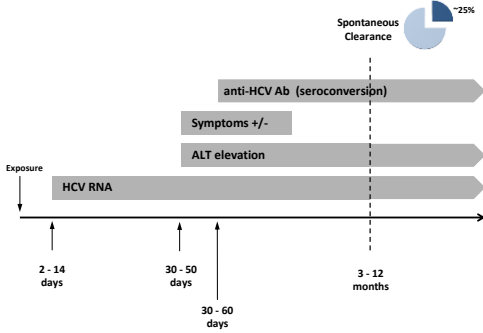 ~25%
Spontaneous
Clearance
anti-HCV Ab (seroconversion)
Symptoms +/-
ALT elevation
Exposure
HCV RNA
2 - 14
days
30 - 50
days
30 - 60
days
3 - 12
months